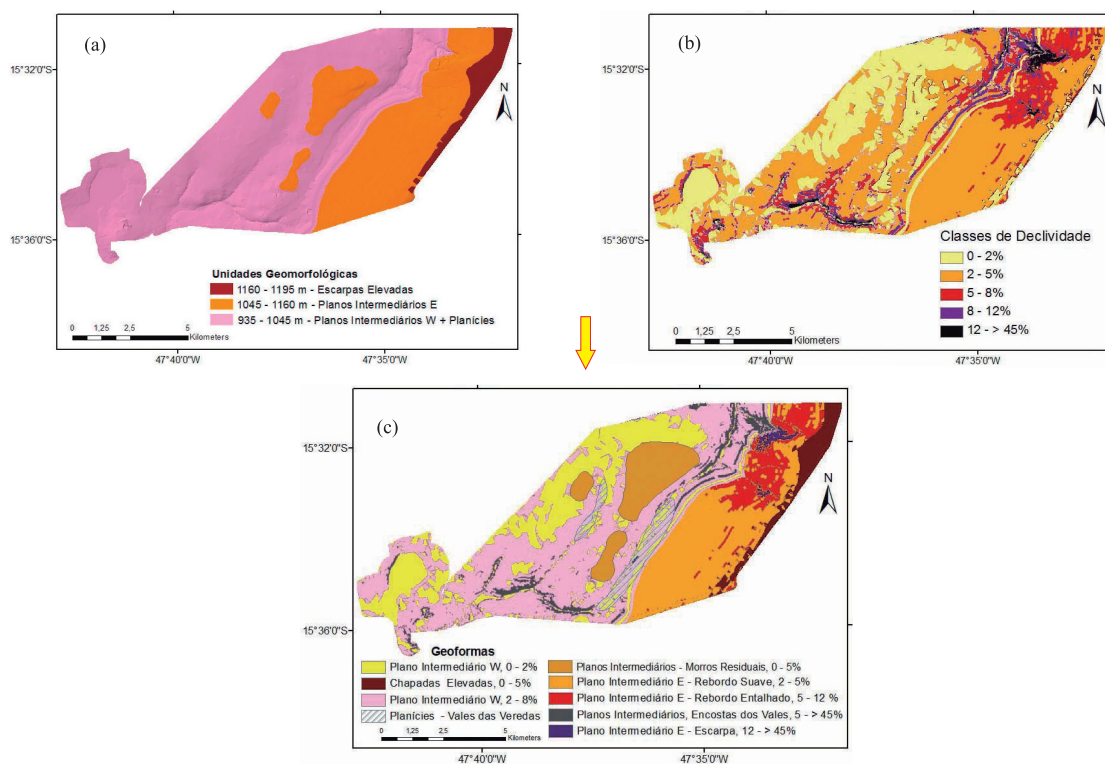 (a)
15°32'0"S
N
15°36'0"S
Unidades Geomorfológicas
1160 - 1195 m - Escarpas Elevadas
1045 - 1160 m - Planos Intermediários E
935 - 1045 m - Planos Intermediários W + Planícies
0 1,25 2,5 5
Kilometers
47°40'0"W
47°35'0"W
(b)
15°32'0"S
N
15°36'0"S
Classes de Declividade
0 - 2%
2 - 5%
5 - 8%
8 - 12%
12 - > 45%
0 1,25 2,5 5
Kilometers
47°40'0"W
47°35'0"W
(c)
15°32'0"S
N
15°36'0"S
Geoformas
Plano Intermediário W, 0 - 2%
Chapadas Elevadas, 0 - 5%
Plano Intermediário W, 2 - 8%
Planícies - Vales das Veredas
Planos Intermediários - Morros Residuais, 0 - 5%
Plano Intermediário E - Rebordo Suave, 2 - 5%
Plano Intermediário E - Rebordo Entalhado, 5 - 12 %
Planos Intermediários, Encostas dos Vales, 5 - > 45%
Plano Intermediário E - Escarpa, 12 - > 45%
0 1,25 2,5 5
Kilometers
47°40'0"W
47°35'0"W